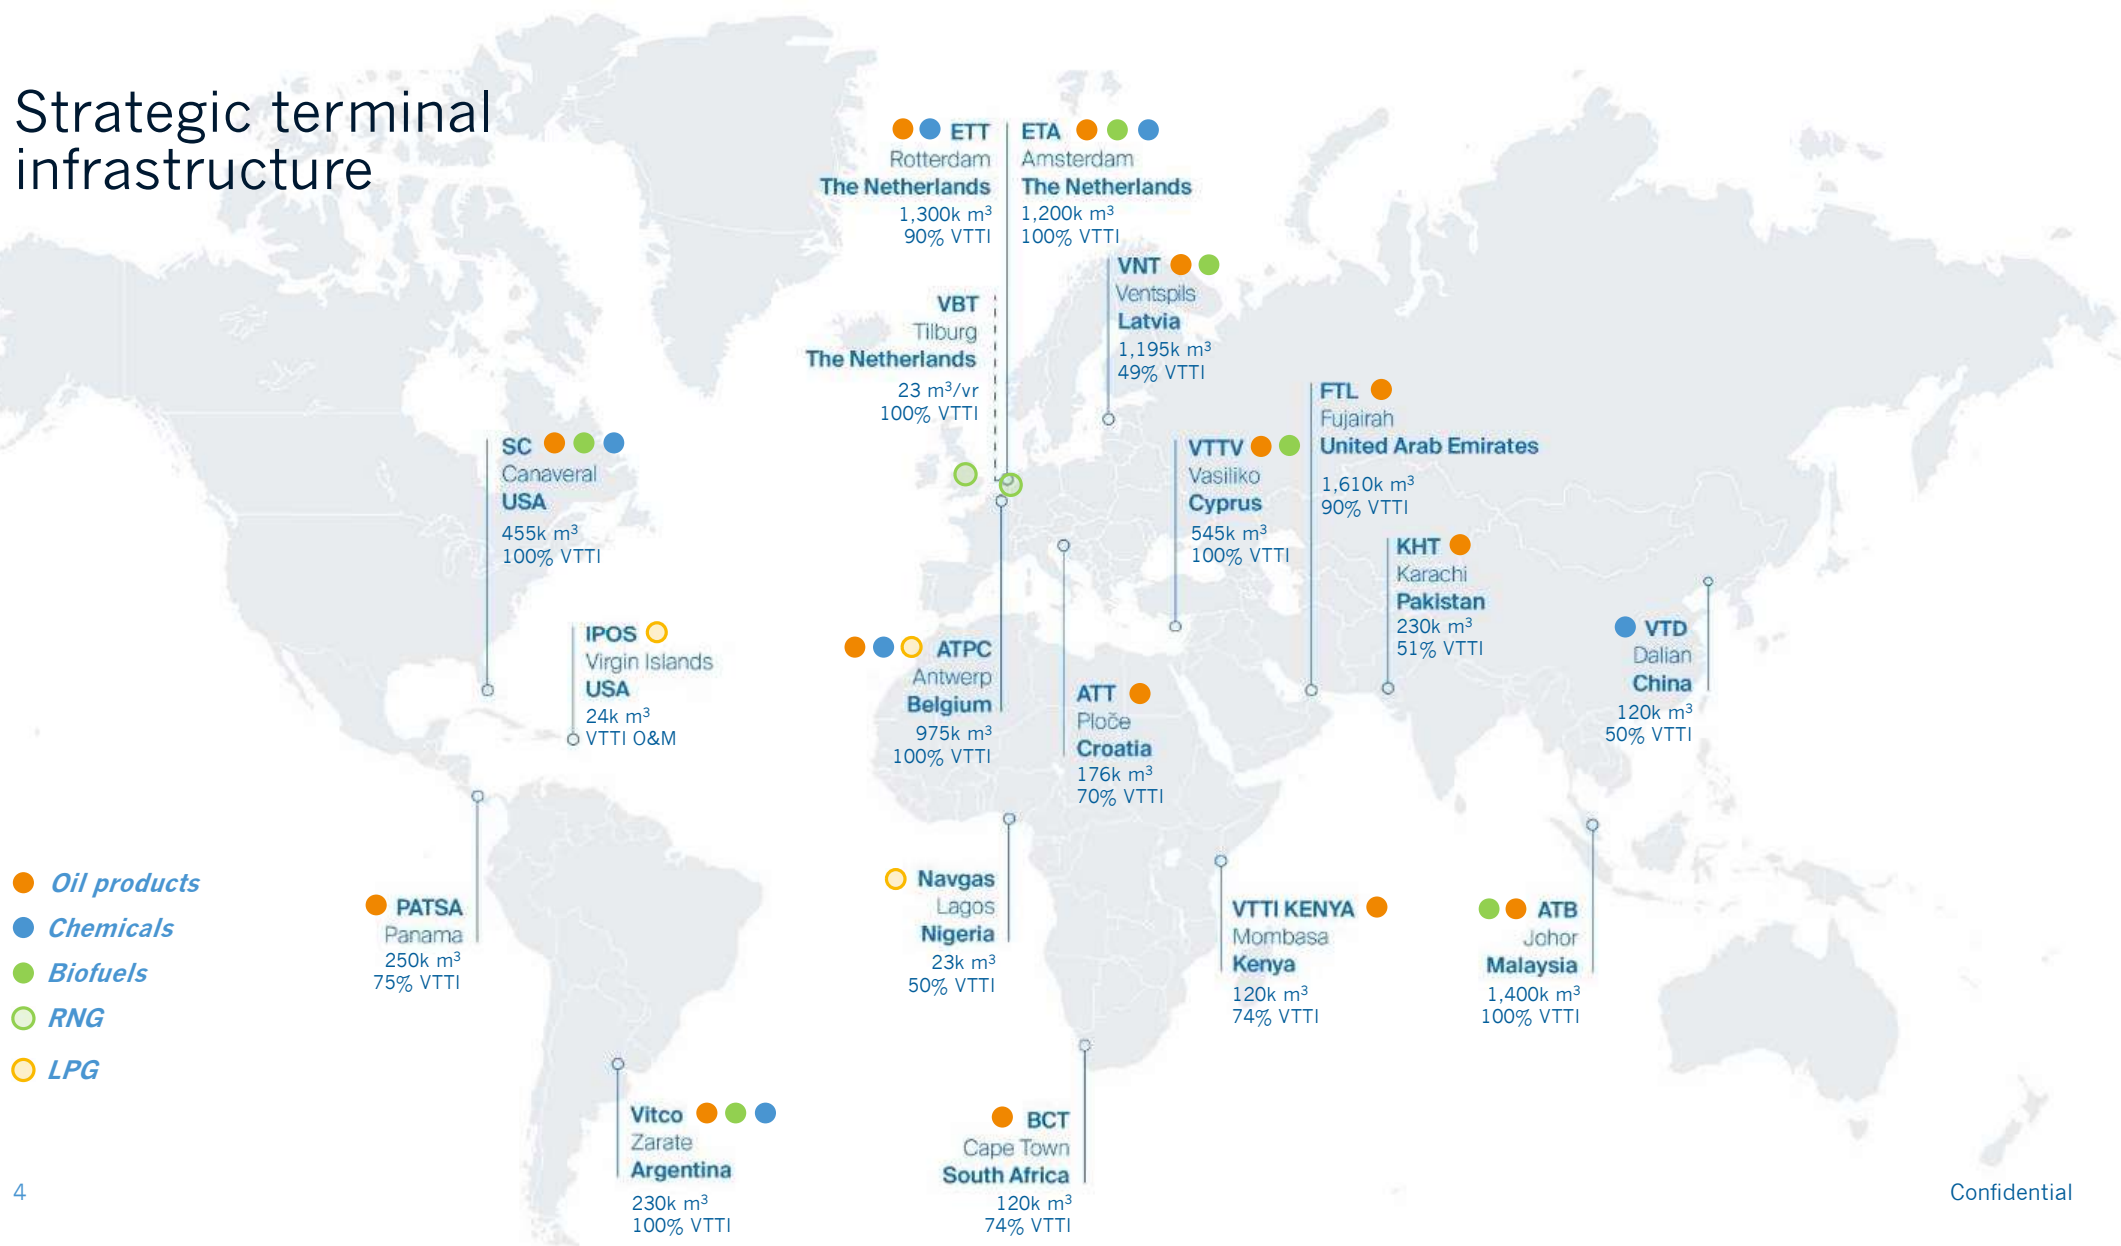 Strategic terminal
infrastructure
ETT
Rotterdam
The Netherlands
1,300k m³
90% VTTI
ETA
Amsterdam
The Netherlands
1,200k m³
100% VTTI
VNT
Ventspils
Latvia
1,195k m³
49% VTTI
VBT
Tilburg
The Netherlands
23 m³/vr
100% VTTI
FTL
Fujairah
United Arab Emirates
1,610k m³
90% VTTI
SC
Canaveral
USA
455k m³
100% VTTI
VTTV
Vasiliko
Cyprus
545k m³
100% VTTI
KHT
Karachi
Pakistan
230k m³
51% VTTI
IPOS
Virgin Islands
USA
24k m³
VTTI O&M
ATPC
Antwerp
Belgium
975k m³
100% VTTI
ATT
Ploče
Croatia
176k m³
70% VTTI
VTD
Dalian
China
120k m³
50% VTTI
Oil products
Chemicals
Biofuels
RNG
LPG
PATSA
Panama
250k m³
75% VTTI
Navgas
Lagos
Nigeria
23k m³
50% VTTI
VTTI KENYA
Mombasa
Kenya
120k m³
74% VTTI
ATB
Johor
Malaysia
1,400k m³
100% VTTI
Vitco
Zarate
Argentina
230k m³
100% VTTI
BCT
Cape Town
South Africa
120k m³
74% VTTI
4
Confidential